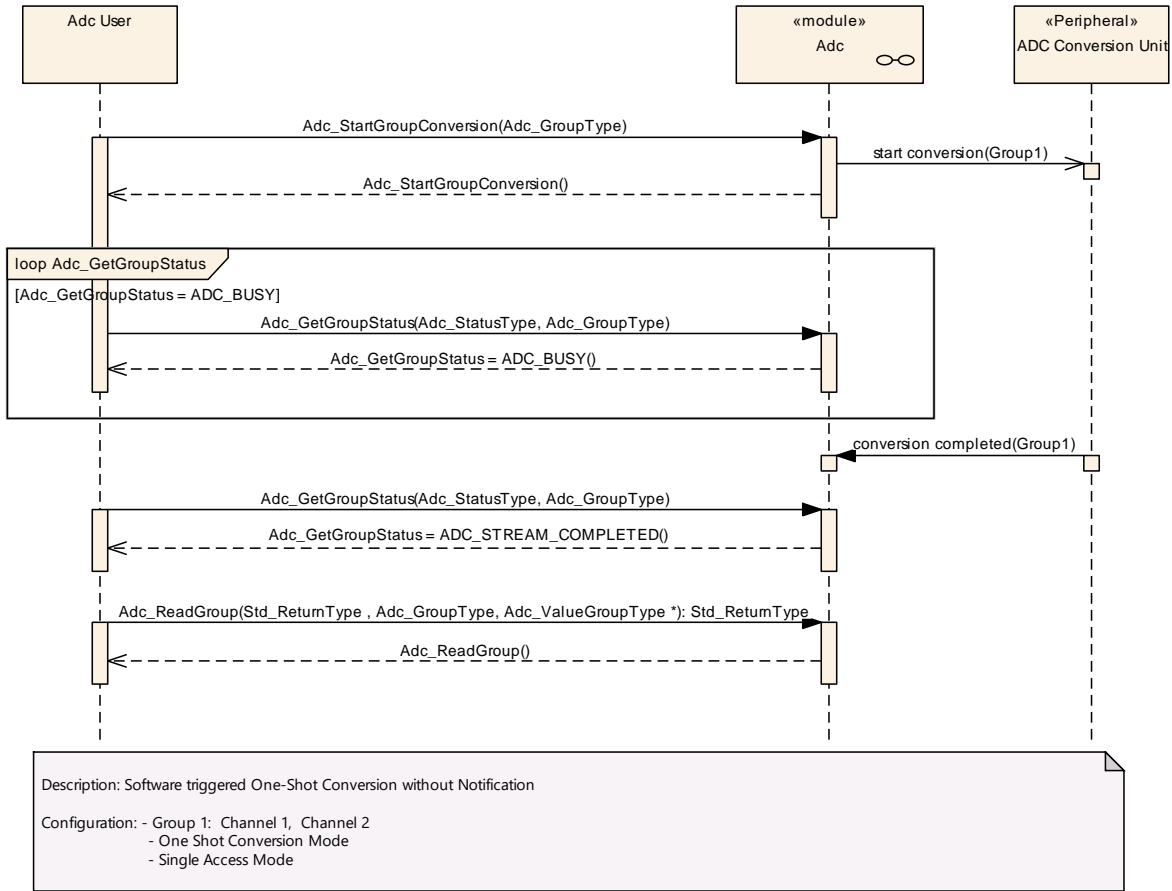 Adc User
«module»
Adc
«Peripheral»
ADC Conversion Unit
Adc_StartGroupConversion(Adc_GroupType)
start conversion(Group1)
Adc_StartGroupConversion()
loop Adc_GetGroupStatus
[Adc_GetGroupStatus = ADC_BUSY]
Adc_GetGroupStatus(Adc_StatusType, Adc_GroupType)
Adc_GetGroupStatus = ADC_BUSY()
conversion completed(Group1)
Adc_GetGroupStatus(Adc_StatusType, Adc_GroupType)
Adc_GetGroupStatus = ADC_STREAM_COMPLETED()
Adc_ReadGroup(Std_ReturnType , Adc_GroupType, Adc_ValueGroupType *): Std_ReturnType
Adc_ReadGroup()
Description: Software triggered One-Shot Conversion without Notification
Configuration: - Group 1:  Channel 1,  Channel 2
- One Shot Conversion Mode
- Single Access Mode